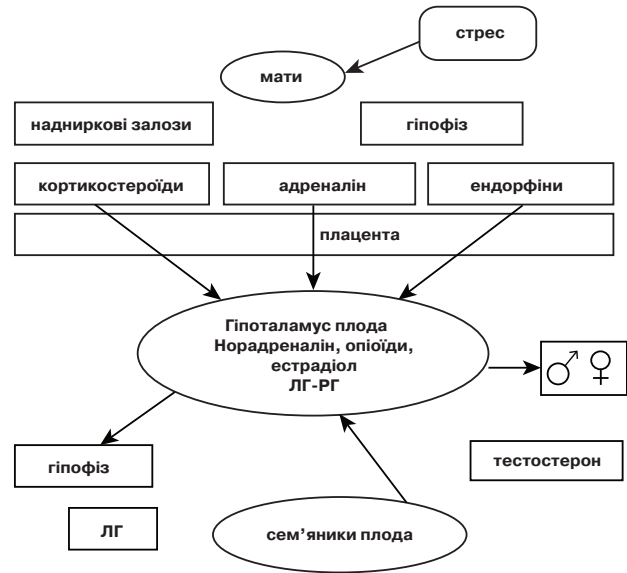 стрес
мати
надниркові залози
гіпофіз
кортикостероїди
адреналін
ендорфіни
плацента
Гіпоталамус плода
Норадреналін, опіоїди,
естрадіол
ЛГ-РГ
♂ ♀
гіпофіз
тестостерон
ЛГ
сем’яники плода